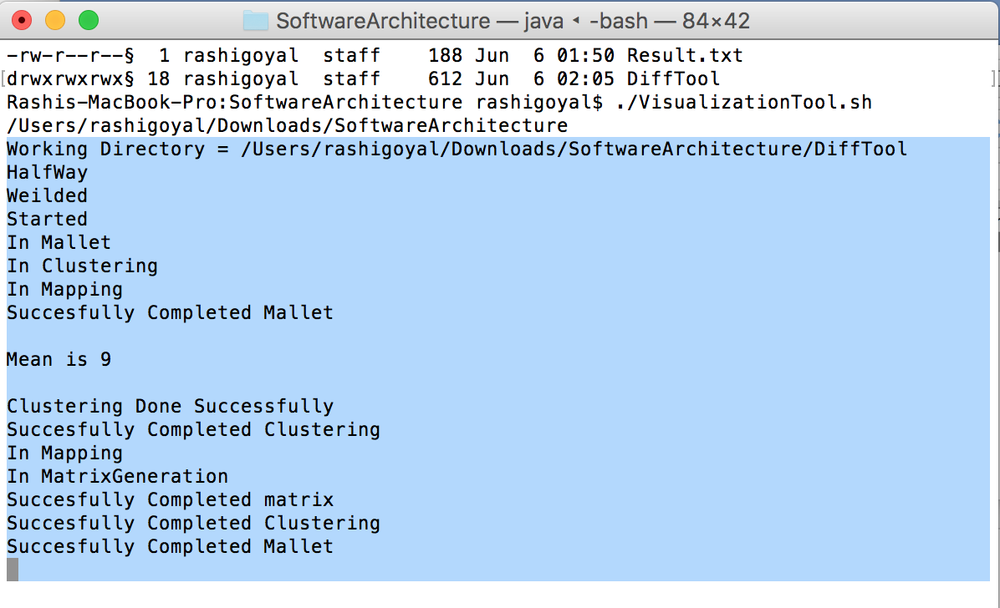 SoftwareArchitecture — java ◂ -bash — 84×42
-rw-r--r--§  1 rashigoyal  staff    188 Jun  6 01:50 Result.txt
[drwxrwxrwx§ 18 rashigoyal  staff    612 Jun  6 02:05 DiffTool ]
Rashis-MacBook-Pro:SoftwareArchitecture rashigoyal$ ./VisualizationTool.sh
/Users/rashigoyal/Downloads/SoftwareArchitecture
Working Directory = /Users/rashigoyal/Downloads/SoftwareArchitecture/DiffTool
HalfWay
Weilded
Started
In Mallet
In Clustering
In Mapping
Succesfully Completed Mallet
Mean is 9
Clustering Done Successfully
Succesfully Completed Clustering
In Mapping
In MatrixGeneration
Succesfully Completed matrix
Succesfully Completed Clustering
Succesfully Completed Mallet